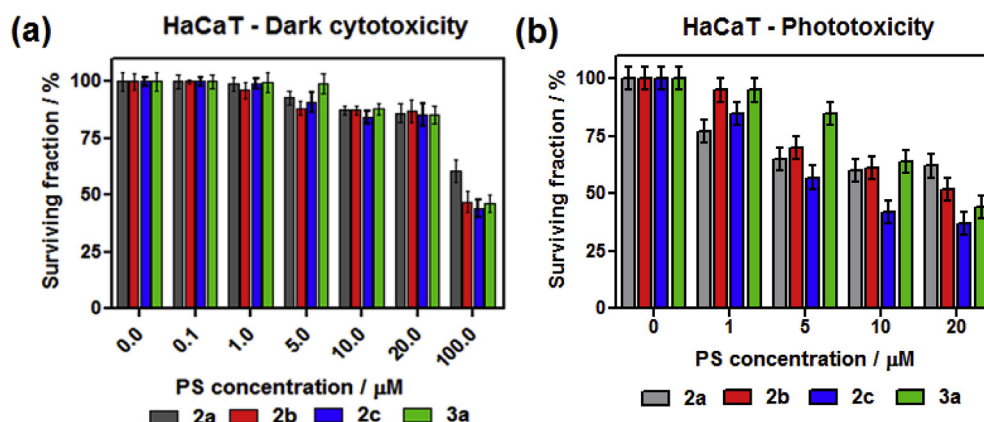 (a)
HaCaT - Dark cytotoxicity
Surviving fraction / %
100
75
50
25
0
0.0 0.1 1.0 5.0 10.0 20.0 100.0
PS concentration / μM
2a 2b 2c 3a
(b)
HaCaT - Phototoxicity
Surviving fraction / %
100
75
50
25
0
0 1 5 10 20
PS concentration / μM
2a 2b 2c 3a